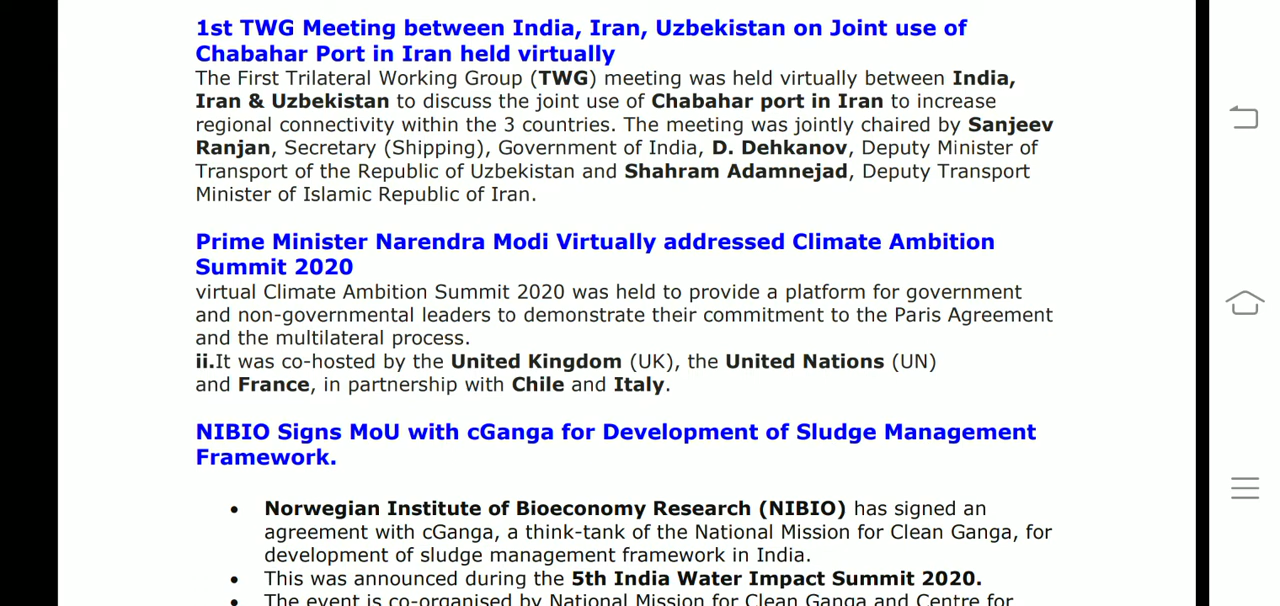 1st TWG Meeting between India, Iran, Uzbekistan on Joint use of
Chabahar Port in Iran held virtually
The First Trilateral Working Group (TWG) meeting was held virtually between India,
Iran & Uzbekistan to discuss the joint use of Chabahar port in Iran to increase
regional connectivity within the 3 countries. The meeting was jointly chaired by Sanjeev
Ranjan, Secretary (Shipping), Government of India, D. Dehkanov, Deputy Minister of
Transport of the Republic of Uzbekistan and Shahram Adamnejad, Deputy Transport
Minister of Islamic Republic of Iran.
Prime Minister Narendra Modi Virtually addressed Climate Ambition
Summit 2020
virtual Climate Ambition Summit 2020 was held to provide a platform for government
and non-governmental leaders to demonstrate their commitment to the Paris Agreement
and the multilateral process.
ii.It was co-hosted by the United Kingdom (UK), the United Nations (UN)
and France, in partnership with Chile and Italy.
NIBIO Signs MoU with cGanga for Development of Sludge Management
Framework.
• Norwegian Institute of Bioeconomy Research (NIBIO) has signed an
agreement with cGanga, a think-tank of the National Mission for Clean Ganga, for
development of sludge management framework in India.
• This was announced during the 5th India Water Impact Summit 2020.
• The event is co-organised by National Mission for Clean Ganga and Centre for